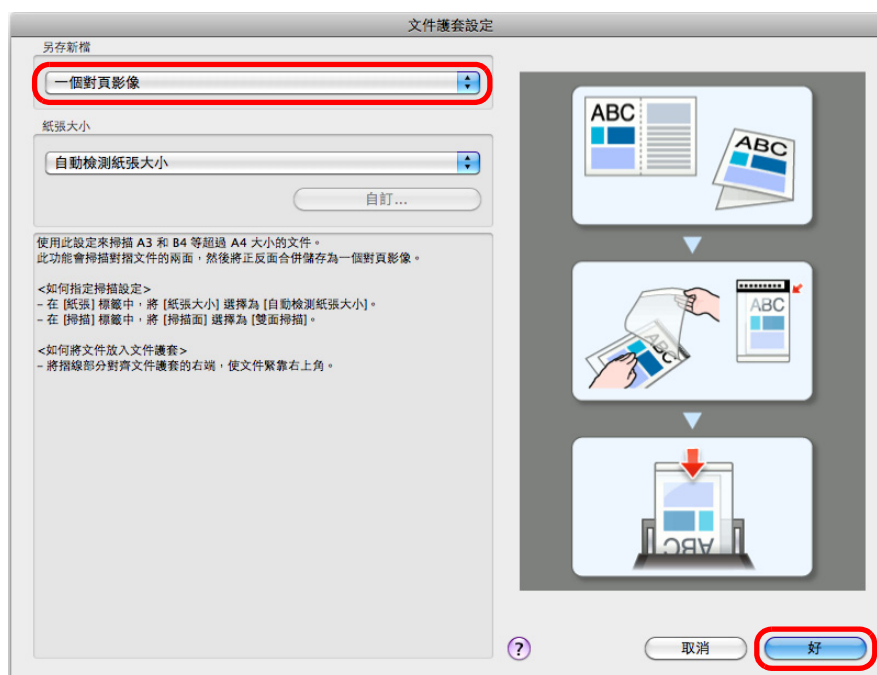 文件護套設定
另存新檔
一個對頁影像
紙張大小
自動檢測紙張大小
自訂...
使用此設定來掃描 A3 和 B4 等超過 A4 大小的文件。
此功能會掃描對摺文件的兩面,然後將正反面合併儲存為一個對頁影像。
<如何指定掃描設定>
– 在 [紙張] 標籤中,將 [紙張大小] 選擇為 [自動檢測紙張大小]。
– 在 [掃描] 標籤中,將 [掃描面] 選擇為 [雙面掃描]。
<如何將文件放入文件護套>
– 將摺線部分對齊文件護套的右端,使文件緊靠右上角。
ABC
ABC
ABC
ABC
ABC
?
取消
好